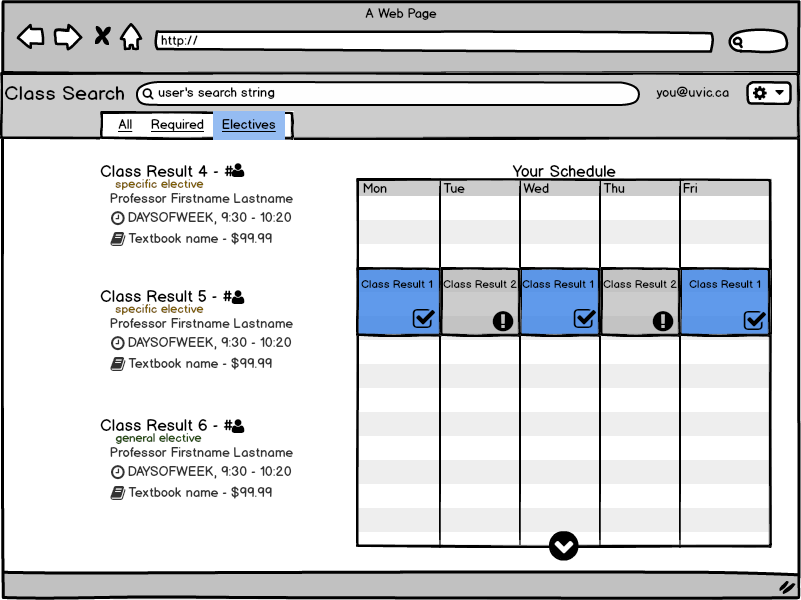 A Web Page
http://
Class Search
user's search string
you@uvic.ca
All Required Electives
Class Result 4 - #
specific elective
Professor Firstname Lastname
DAYSOFWEEK, 9:30 - 10:20
Textbook name - $99.99
Class Result 5 - #
specific elective
Professor Firstname Lastname
DAYSOFWEEK, 9:30 - 10:20
Textbook name - $99.99
Class Result 6 - #
general elective
Professor Firstname Lastname
DAYSOFWEEK, 9:30 - 10:20
Textbook name - $99.99
Your Schedule
Mon Tue Wed Thu Fri
Class Result 1 Class Result 2 Class Result 1 Class Result 2 Class Result 1